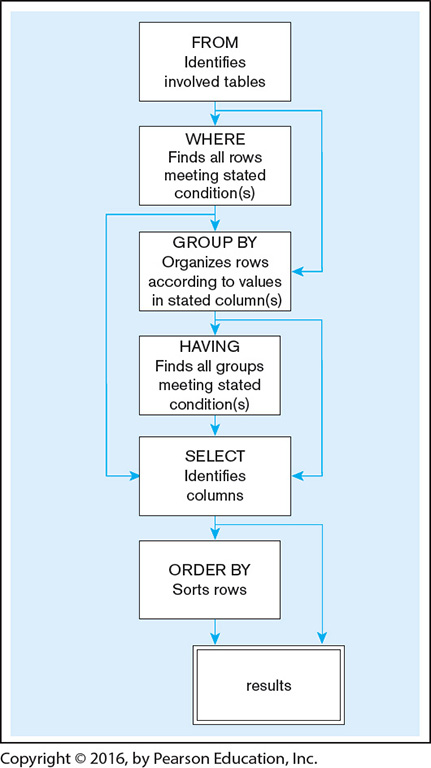 FROM
Identifies
involved tables
WHERE
Finds all rows
meeting stated
condition(s)
GROUP BY
Organizes rows
according to values
in stated column(s)
HAVING
Finds all groups
meeting stated
condition(s)
SELECT
Identifies
columns
ORDER BY
Sorts rows
results
Copyright © 2016, by Pearson Education, Inc.